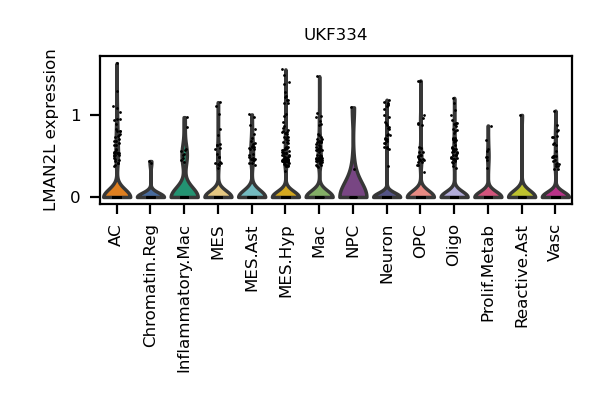 UKF334
LMAN2L expression
1
0
AC
Chromatin.Reg
Inflammatory.Mac
MES
MES.Ast
MES.Hyp
Mac
NPC
Neuron
OPC
Oligo
Prolif.Metab
Reactive.Ast
Vasc